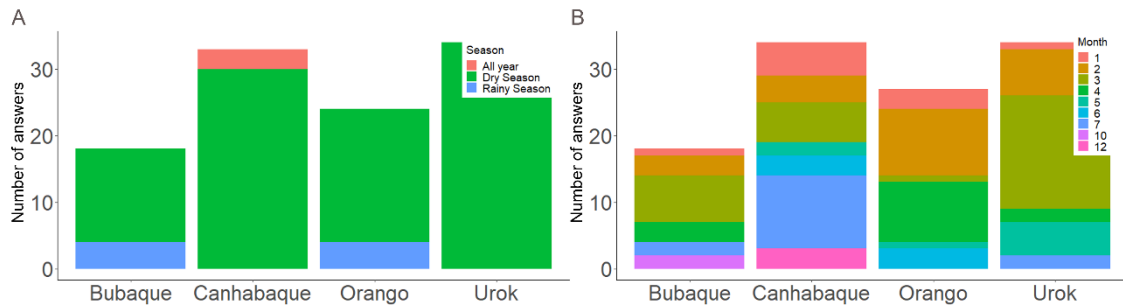 A
Number of answers
30
20
10
0
Season
All year
Dry Season
Rainy Season
Bubaque Canhabaque Orango Urok
B
Number of answers
30
20
10
0
Month
1
2
3
4
5
6
7
10
12
Bubaque Canhabaque Orango Urok